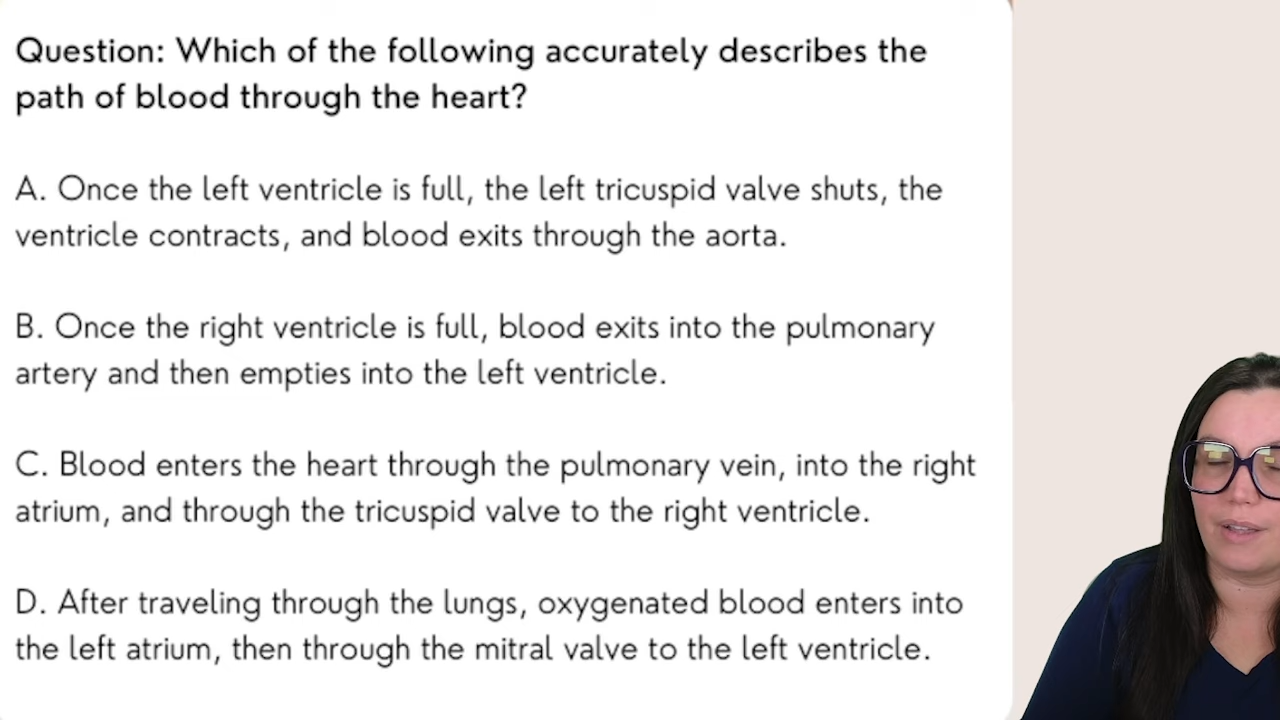 Question: Which of the following accurately describes the
path of blood through the heart?
A. Once the left ventricle is full, the left tricuspid valve shuts, the
ventricle contracts, and blood exits through the aorta.
B. Once the right ventricle is full, blood exits into the pulmonary
artery and then empties into the left ventricle.
C. Blood enters the heart through the pulmonary vein, into the right
atrium, and through the tricuspid valve to the right ventricle.
D. After traveling through the lungs, oxygenated blood enters into
the left atrium, then through the mitral valve to the left ventricle.